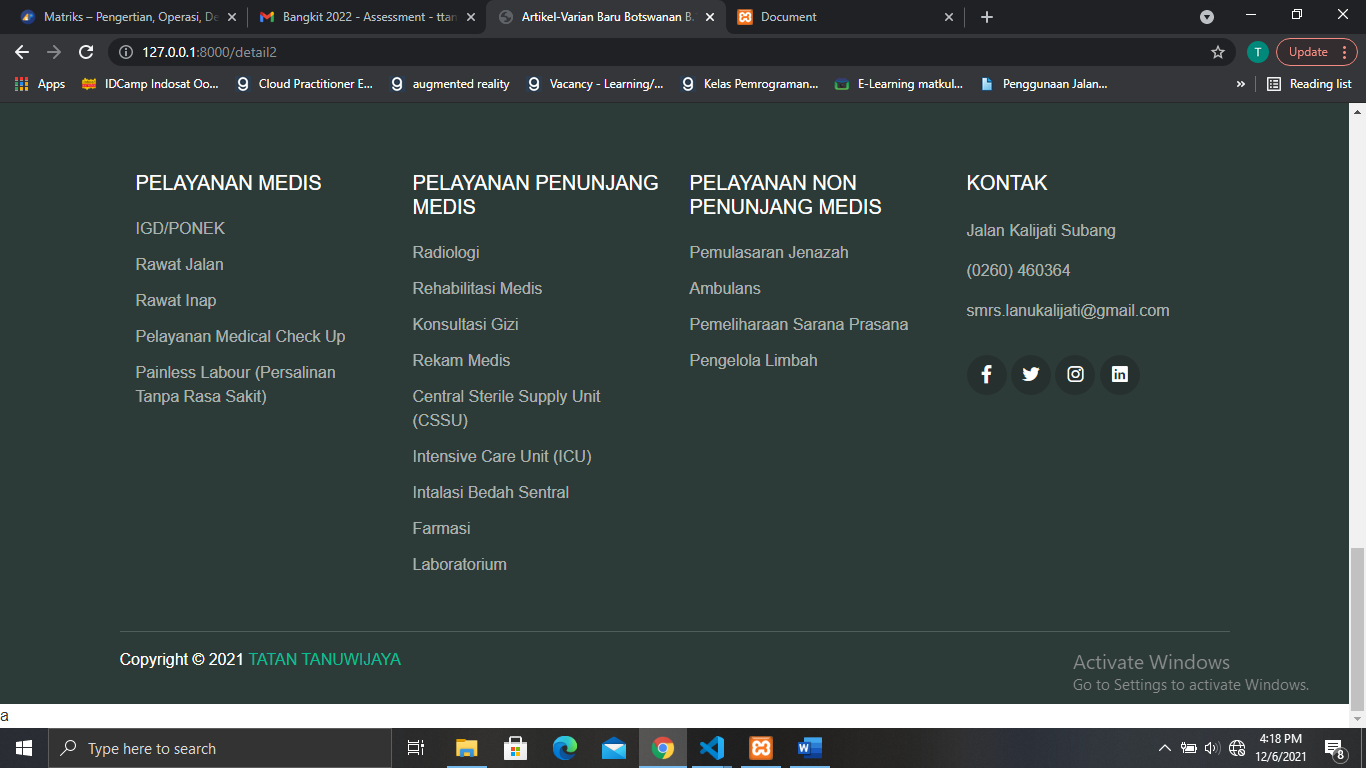 Matriks – Pengertian, Operasi, De
Bangkit 2022 - Assessment - ttan
Artikel-Varian Baru Botswanan B.
Document
127.0.0.1:8000/detail2
T
Update
Apps
IDCamp Indosat Oo...
Cloud Practitioner E...
augmented reality
Vacancy - Learning/...
Kelas Pemrograman...
E-Learning matkul...
Penggunaan Jalan...
»
Reading list
PELAYANAN MEDIS
IGD/PONEK
Rawat Jalan
Rawat Inap
Pelayanan Medical Check Up
Painless Labour (Persalinan
Tanpa Rasa Sakit)
PELAYANAN PENUNJANG
MEDIS
Radiologi
Rehabilitasi Medis
Konsultasi Gizi
Rekam Medis
Central Sterile Supply Unit
(CSSU)
Intensive Care Unit (ICU)
Intalasi Bedah Sentral
Farmasi
Laboratorium
PELAYANAN NON
PENUNJANG MEDIS
Pemulasaran Jenazah
Ambulans
Pemeliharaan Sarana Prasana
Pengelola Limbah
KONTAK
Jalan Kalijati Subang
(0260) 460364
smrs.lanukalijati@gmail.com
Copyright © 2021 TATAN TANUWIJAYA
Activate Windows
Go to Settings to activate Windows.
a
Type here to search
4:18 PM
12/6/2021
8